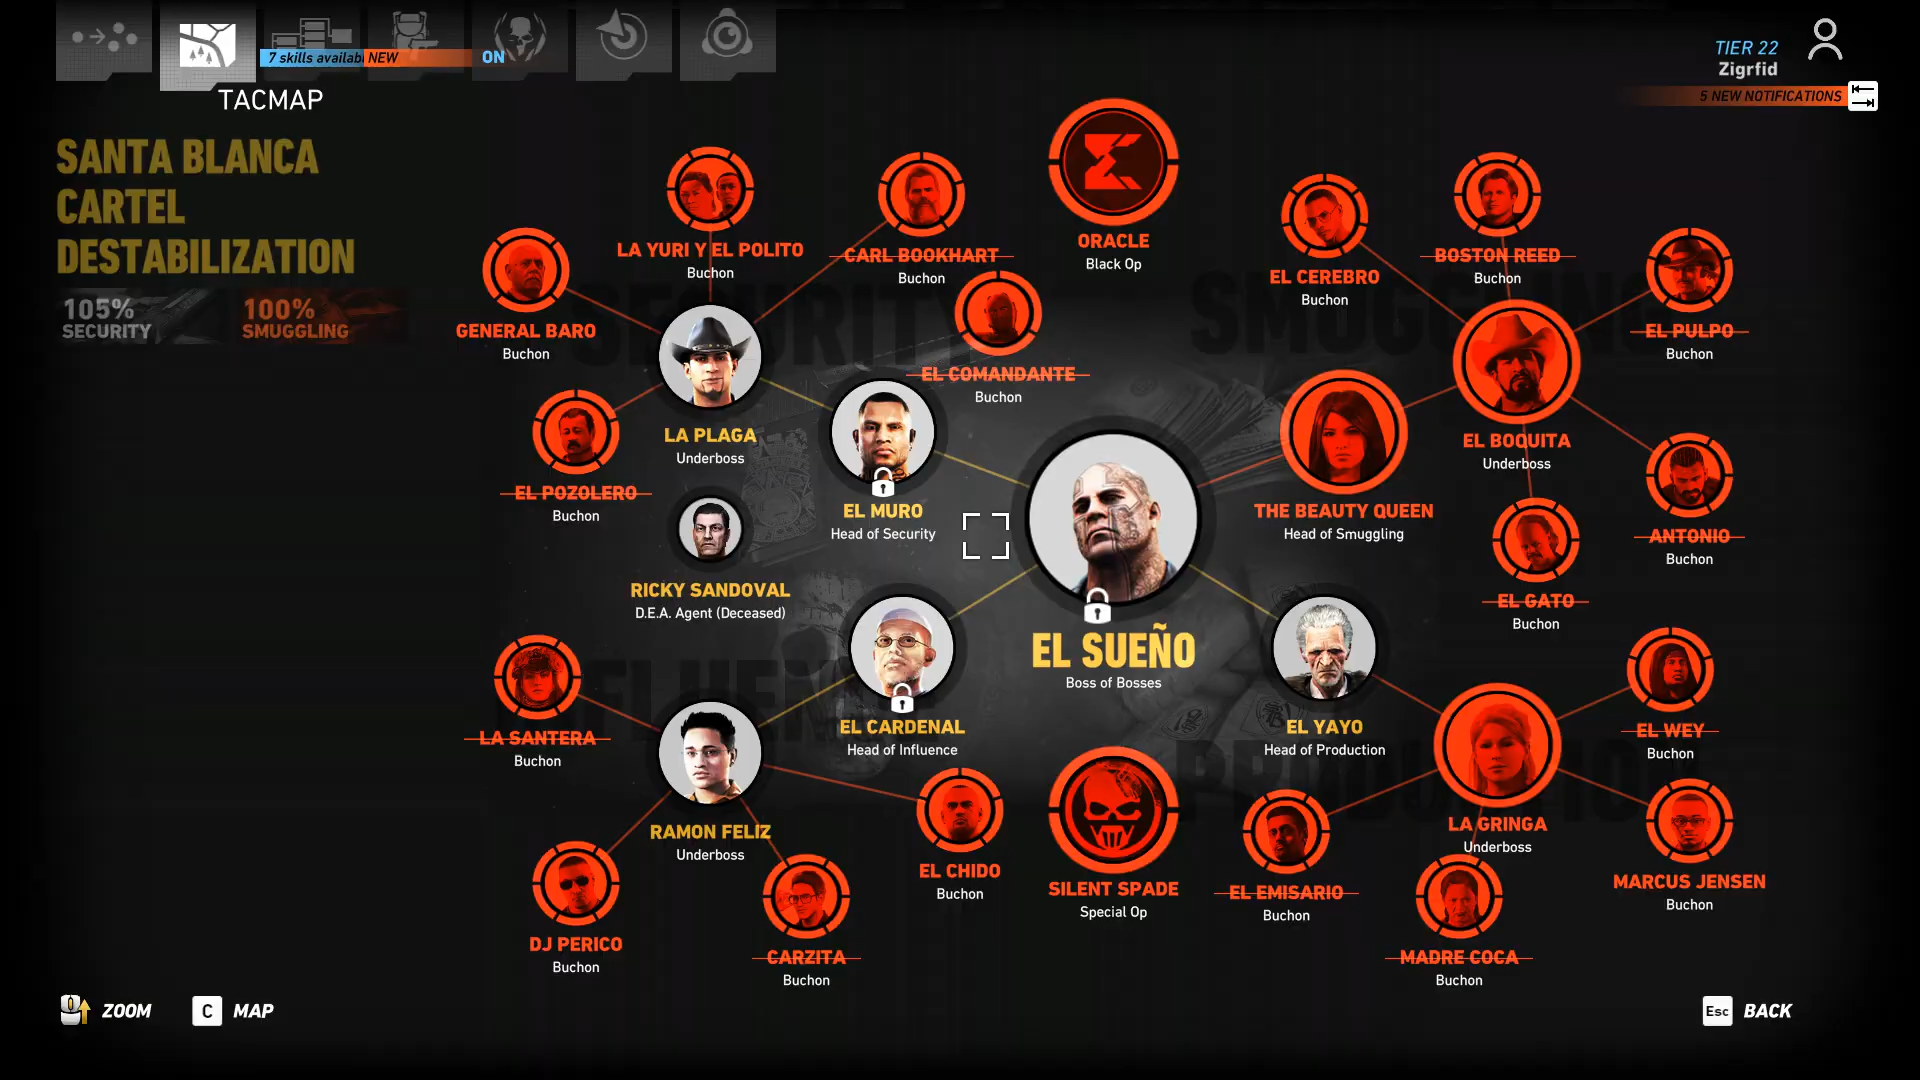 7 skills availabl NEW
ON
TIER 22
Zigrfid
TACMAP
5 NEW NOTIFICATIONS
SANTA BLANCA
CARTEL
DESTABILIZATION
105%
SECURITY
100%
SMUGGLING
LA YURI Y EL POLITO
Buchon
CARL BOOKHART
Buchon
ORACLE
Black Op
EL CEREBRO
Buchon
BOSTON REED
Buchon
GENERAL BARO
Buchon
EL PULPO
Buchon
SECURITY
SMUGGLING
EL COMANDANTE
Buchon
LA PLAGA
Underboss
EL BOQUITA
Underboss
EL POZOLERO
Buchon
EL MURO
Head of Security
THE BEAUTY QUEEN
Head of Smuggling
ANTONIO
Buchon
RICKY SANDOVAL
D.E.A. Agent (Deceased)
EL GATO
Buchon
EL SUEÑO
Boss of Bosses
LA SANTERA
Buchon
EL CARDENAL
Head of Influence
EL YAYO
Head of Production
EL WEY
Buchon
INFLUENCE
PRODUCTION
RAMON FELIZ
Underboss
LA GRINGA
Underboss
EL CHIDO
Buchon
SILENT SPADE
Special Op
EL EMISARIO
Buchon
MARCUS JENSEN
Buchon
DJ PERICO
Buchon
CARZITA
Buchon
MADRE COCA
Buchon
ZOOM
C MAP
Esc BACK